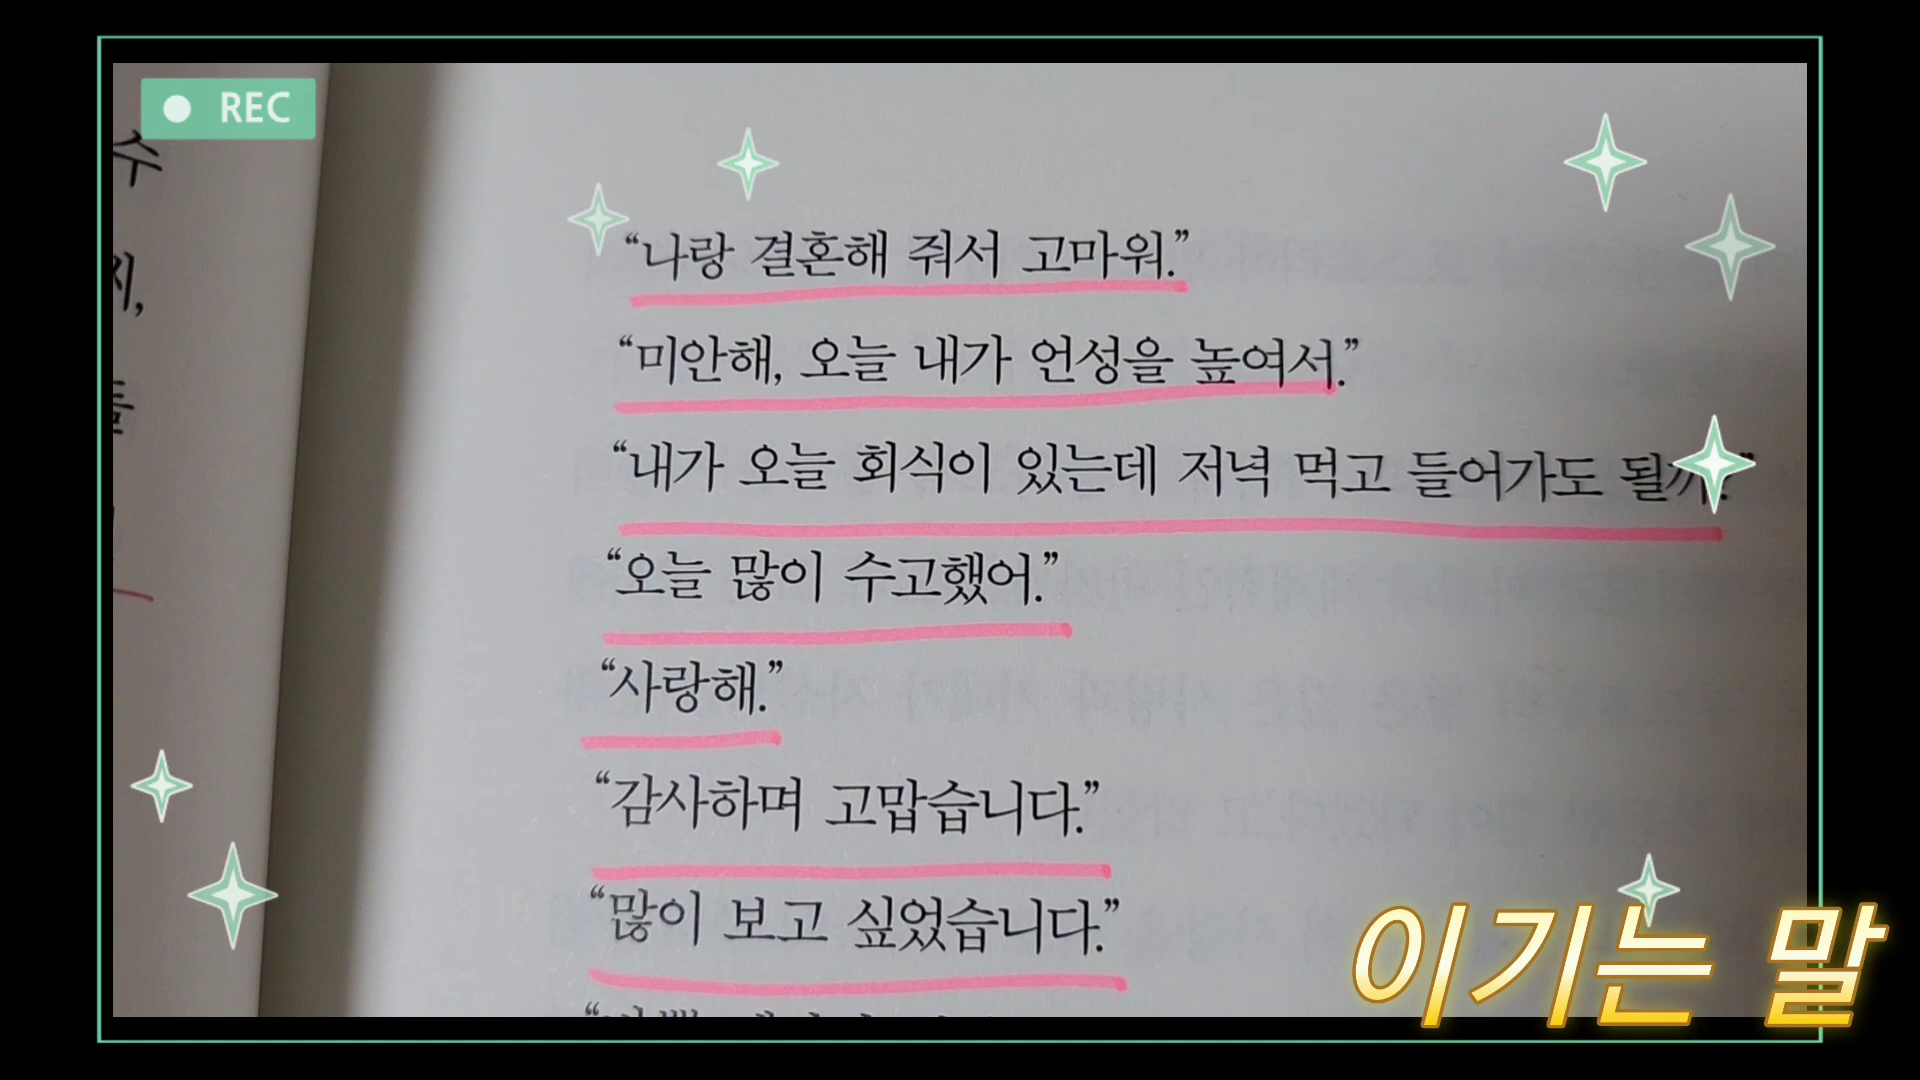 REC
수
"나랑 결혼해 줘서 고마워."
"미안해, 오늘 내가 언성을 높여서."
"내가 오늘 회식이 있는데 저녁 먹고 들어가도 될까?"
"오늘 많이 수고했어."
"사랑해."
"감사하며 고맙습니다."
"많이 보고 싶었습니다."
이기는 말